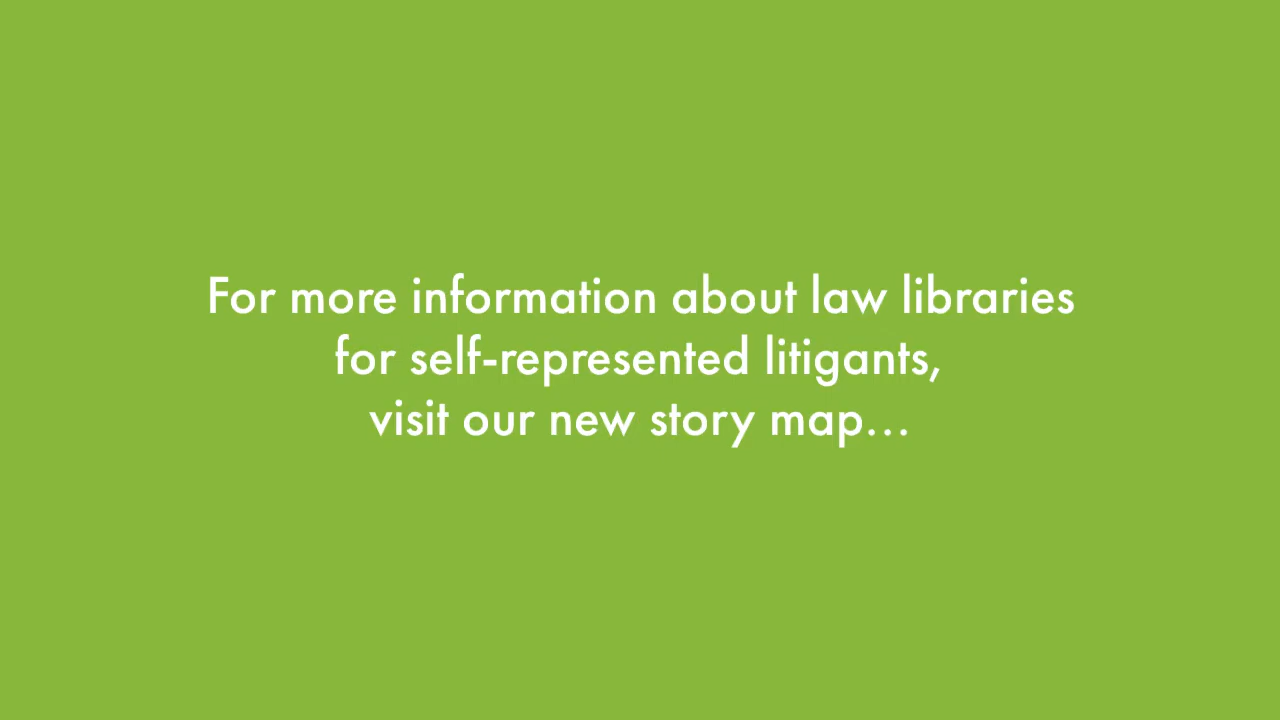 For more information about law libraries
for self-represented litigants,
visit our new story map…